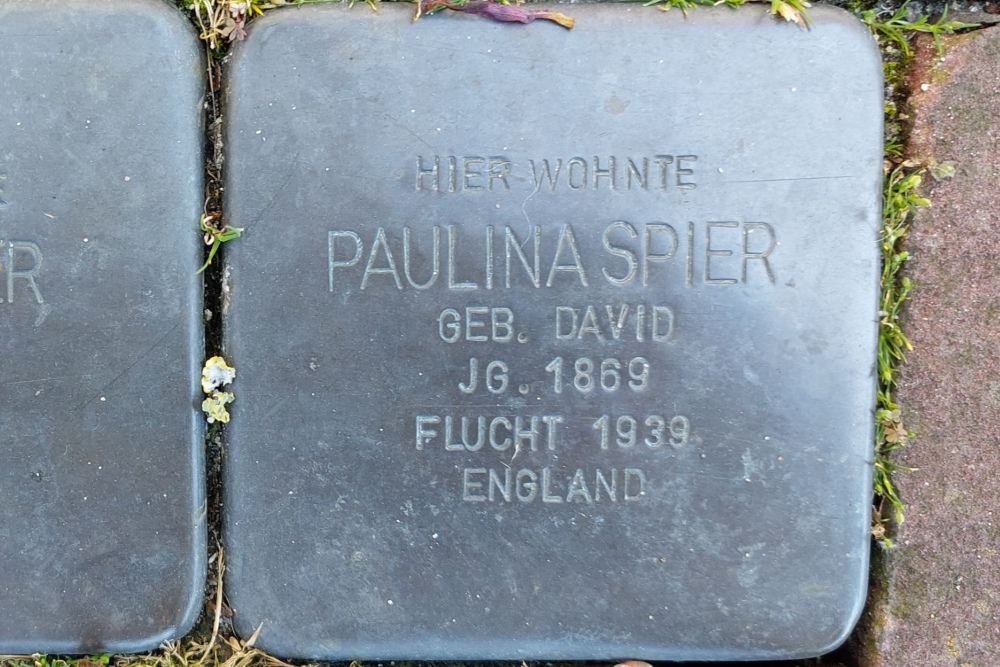 HIER WOHNTE
PAULINA SPIER
GEB. DAVID
JG. 1869
FLUCHT 1939
ENGLAND